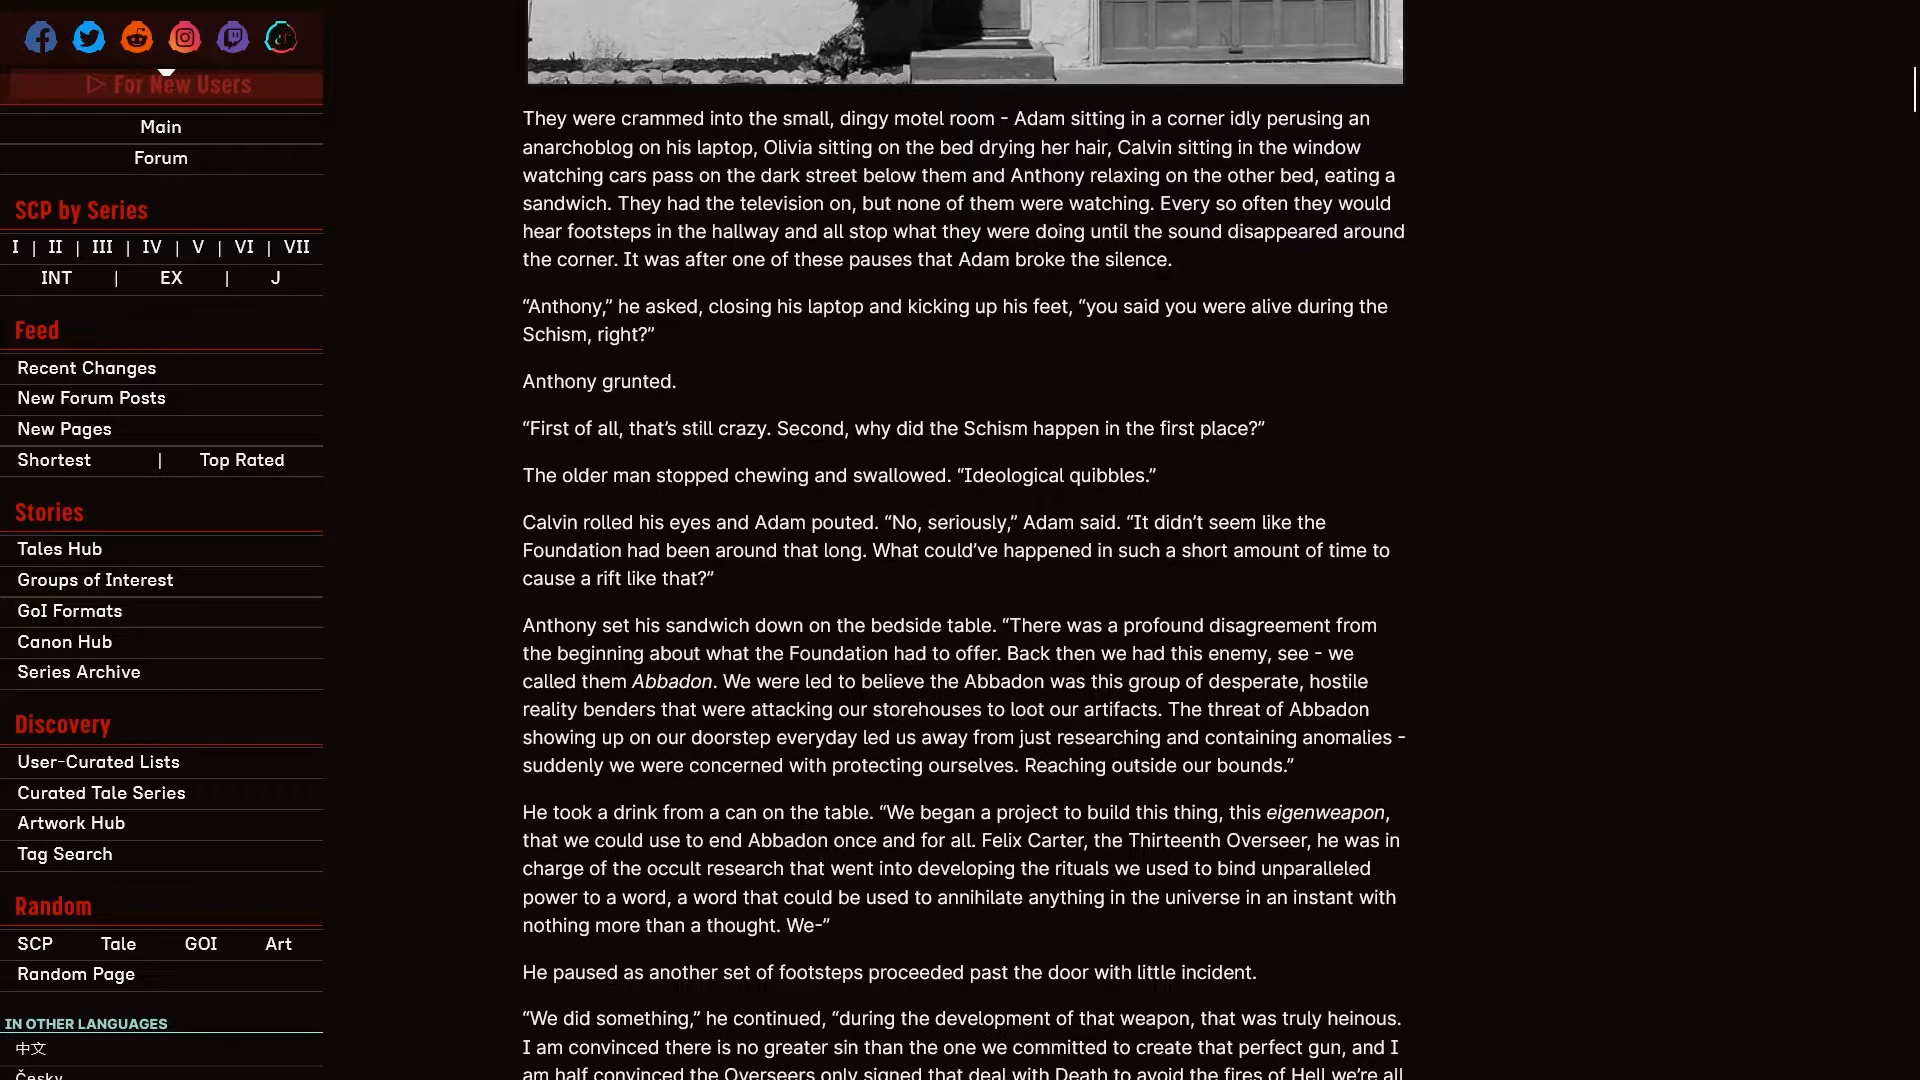 ▷ For New Users
Main
Forum
SCP by Series
I | II | III | IV | V | VI | VII
INT | EX | J
Feed
Recent Changes
New Forum Posts
New Pages
Shortest | Top Rated
Stories
Tales Hub
Groups of Interest
GoI Formats
Canon Hub
Series Archive
Discovery
User-Curated Lists
Curated Tale Series
Artwork Hub
Tag Search
Random
SCP Tale GOI Art
Random Page
IN OTHER LANGUAGES
中文
Česky
They were crammed into the small, dingy motel room - Adam sitting in a corner idly perusing an
anarchoblog on his laptop, Olivia sitting on the bed drying her hair, Calvin sitting in the window
watching cars pass on the dark street below them and Anthony relaxing on the other bed, eating a
sandwich. They had the television on, but none of them were watching. Every so often they would
hear footsteps in the hallway and all stop what they were doing until the sound disappeared around
the corner. It was after one of these pauses that Adam broke the silence.
“Anthony,” he asked, closing his laptop and kicking up his feet, “you said you were alive during the
Schism, right?”
Anthony grunted.
“First of all, that’s still crazy. Second, why did the Schism happen in the first place?”
The older man stopped chewing and swallowed. “Ideological quibbles.”
Calvin rolled his eyes and Adam pouted. “No, seriously,” Adam said. “It didn’t seem like the
Foundation had been around that long. What could’ve happened in such a short amount of time to
cause a rift like that?”
Anthony set his sandwich down on the bedside table. “There was a profound disagreement from
the beginning about what the Foundation had to offer. Back then we had this enemy, see - we
called them Abbadon. We were led to believe the Abbadon was this group of desperate, hostile
reality benders that were attacking our storehouses to loot our artifacts. The threat of Abbadon
showing up on our doorstep everyday led us away from just researching and containing anomalies -
suddenly we were concerned with protecting ourselves. Reaching outside our bounds.”
He took a drink from a can on the table. “We began a project to build this thing, this eigenweapon,
that we could use to end Abbadon once and for all. Felix Carter, the Thirteenth Overseer, he was in
charge of the occult research that went into developing the rituals we used to bind unparalleled
power to a word, a word that could be used to annihilate anything in the universe in an instant with
nothing more than a thought. We-”
He paused as another set of footsteps proceeded past the door with little incident.
“We did something,” he continued, “during the development of that weapon, that was truly heinous.
I am convinced there is no greater sin than the one we committed to create that perfect gun, and I
am half convinced the Overseers only signed that deal with Death to avoid the fires of Hell we’re all